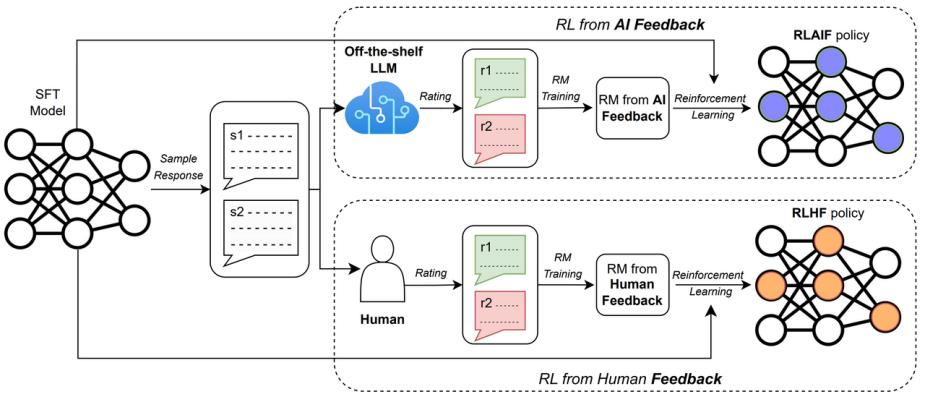 RL from AI Feedback
SFT
Model
Sample
Response
s1
s2
Off-the-shelf
LLM
Rating
r1
r2
RM
Training
RM from AI
Feedback
Reinforcement
Learning
RLAIF policy
Human
Rating
r1
r2
RM
Training
RM from
Human
Feedback
Reinforcement
Learning
RLHF policy
RL from Human Feedback